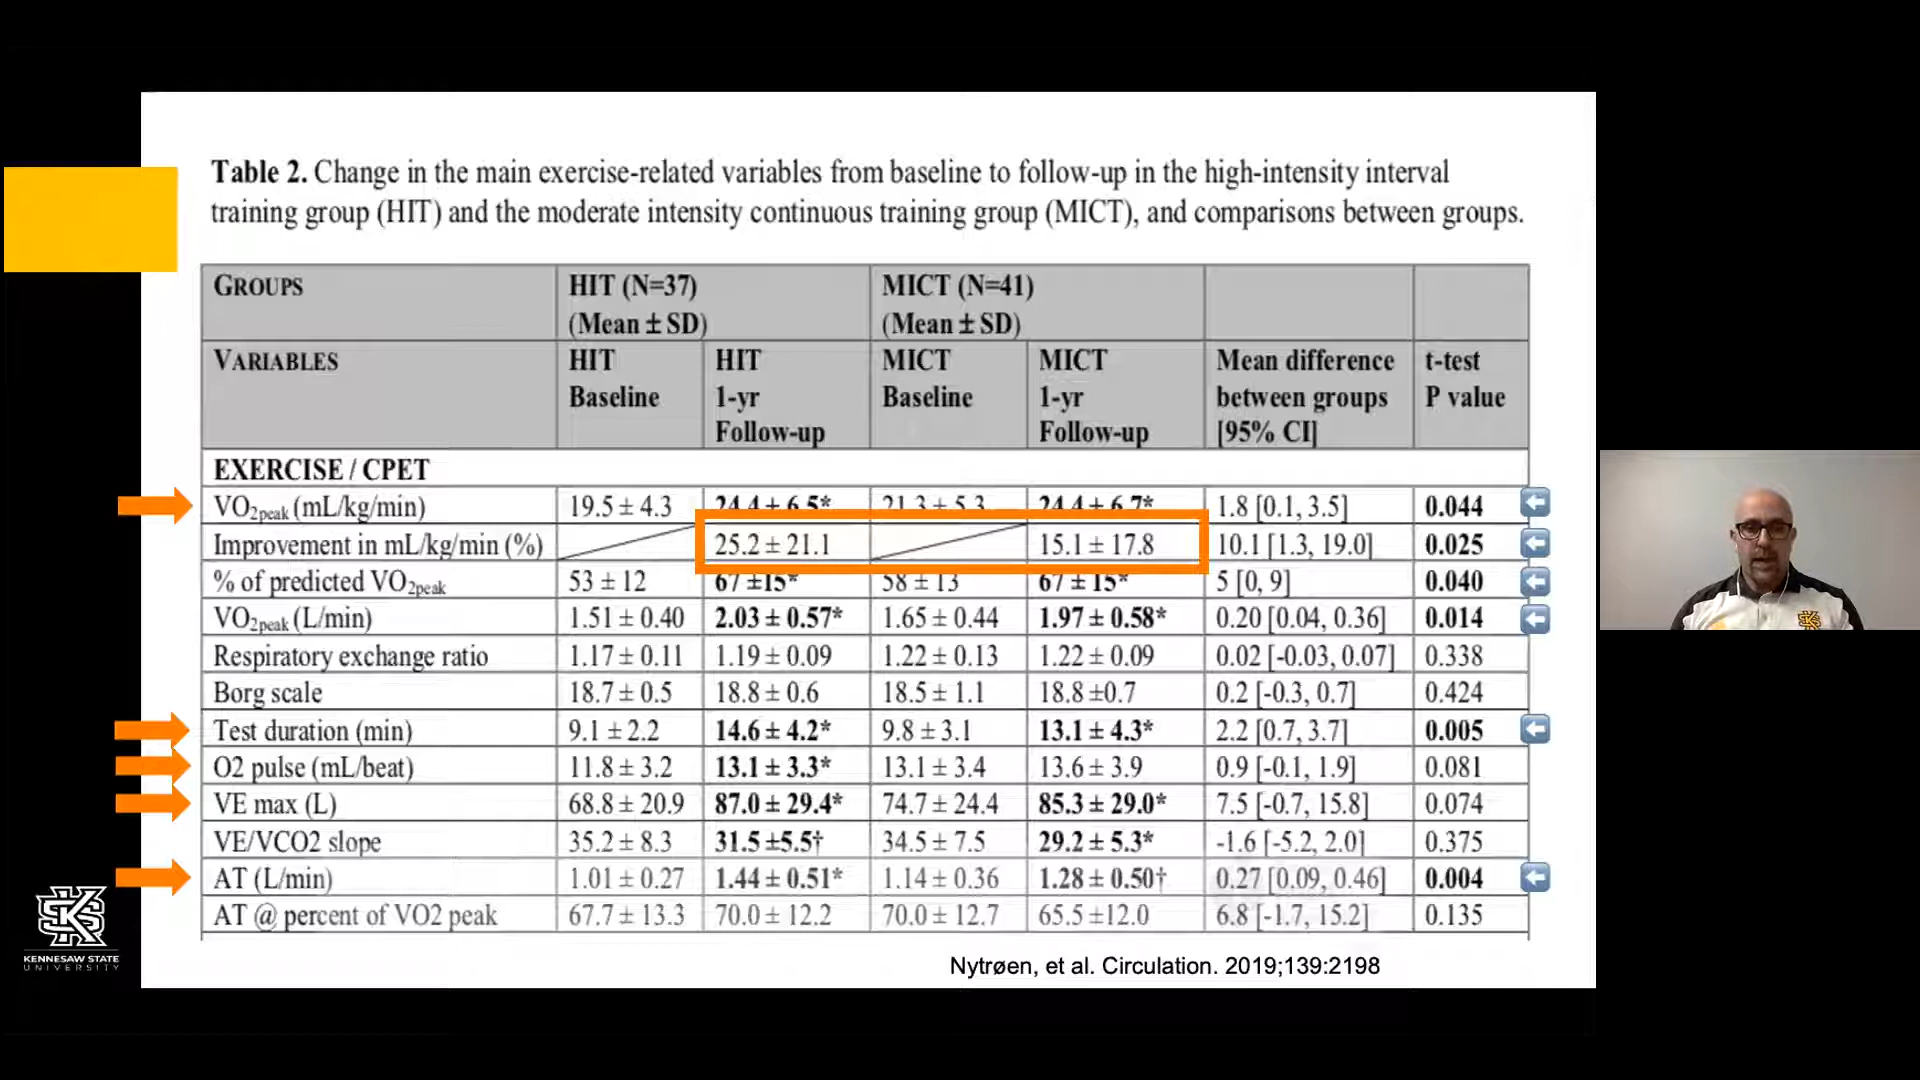 Table 2. Change in the main exercise-related variables from baseline to follow-up in the high-intensity interval
training group (HIT) and the moderate intensity continuous training group (MICT), and comparisons between groups.
GROUPS HIT (N=37) (Mean ± SD) MICT (N=41) (Mean ± SD)
VARIABLES HIT Baseline HIT 1-yr Follow-up MICT Baseline MICT 1-yr Follow-up Mean difference between groups [95% CI] t-test P value
EXERCISE / CPET
VO2peak (mL/kg/min) 19.5 ± 4.3 24.4 ± 6.5* 21.3 ± 5.3 24.4 ± 6.7* 1.8 [0.1, 3.5] 0.044
Improvement in mL/kg/min (%) 25.2 ± 21.1 15.1 ± 17.8 10.1 [1.3, 19.0] 0.025
% of predicted VO2peak 53 ± 12 67 ±15* 58 ± 13 67 ± 15* 5 [0, 9] 0.040
VO2peak (L/min) 1.51 ± 0.40 2.03 ± 0.57* 1.65 ± 0.44 1.97 ± 0.58* 0.20 [0.04, 0.36] 0.014
Respiratory exchange ratio 1.17 ± 0.11 1.19 ± 0.09 1.22 ± 0.13 1.22 ± 0.09 0.02 [-0.03, 0.07] 0.338
Borg scale 18.7 ± 0.5 18.8 ± 0.6 18.5 ± 1.1 18.8 ±0.7 0.2 [-0.3, 0.7] 0.424
Test duration (min) 9.1 ± 2.2 14.6 ± 4.2* 9.8 ± 3.1 13.1 ± 4.3* 2.2 [0.7, 3.7] 0.005
O2 pulse (mL/beat) 11.8 ± 3.2 13.1 ± 3.3* 13.1 ± 3.4 13.6 ± 3.9 0.9 [-0.1, 1.9] 0.081
VE max (L) 68.8 ± 20.9 87.0 ± 29.4* 74.7 ± 24.4 85.3 ± 29.0* 7.5 [-0.7, 15.8] 0.074
VE/VCO2 slope 35.2 ± 8.3 31.5 ±5.5† 34.5 ± 7.5 29.2 ± 5.3* -1.6 [-5.2, 2.0] 0.375
AT (L/min) 1.01 ± 0.27 1.44 ± 0.51* 1.14 ± 0.36 1.28 ± 0.50† 0.27 [0.09, 0.46] 0.004
AT @ percent of VO2 peak 67.7 ± 13.3 70.0 ± 12.2 70.0 ± 12.7 65.5 ±12.0 6.8 [-1.7, 15.2] 0.135
Nytrøen, et al. Circulation. 2019;139:2198
KENNESAW STATE
UNIVERSITY